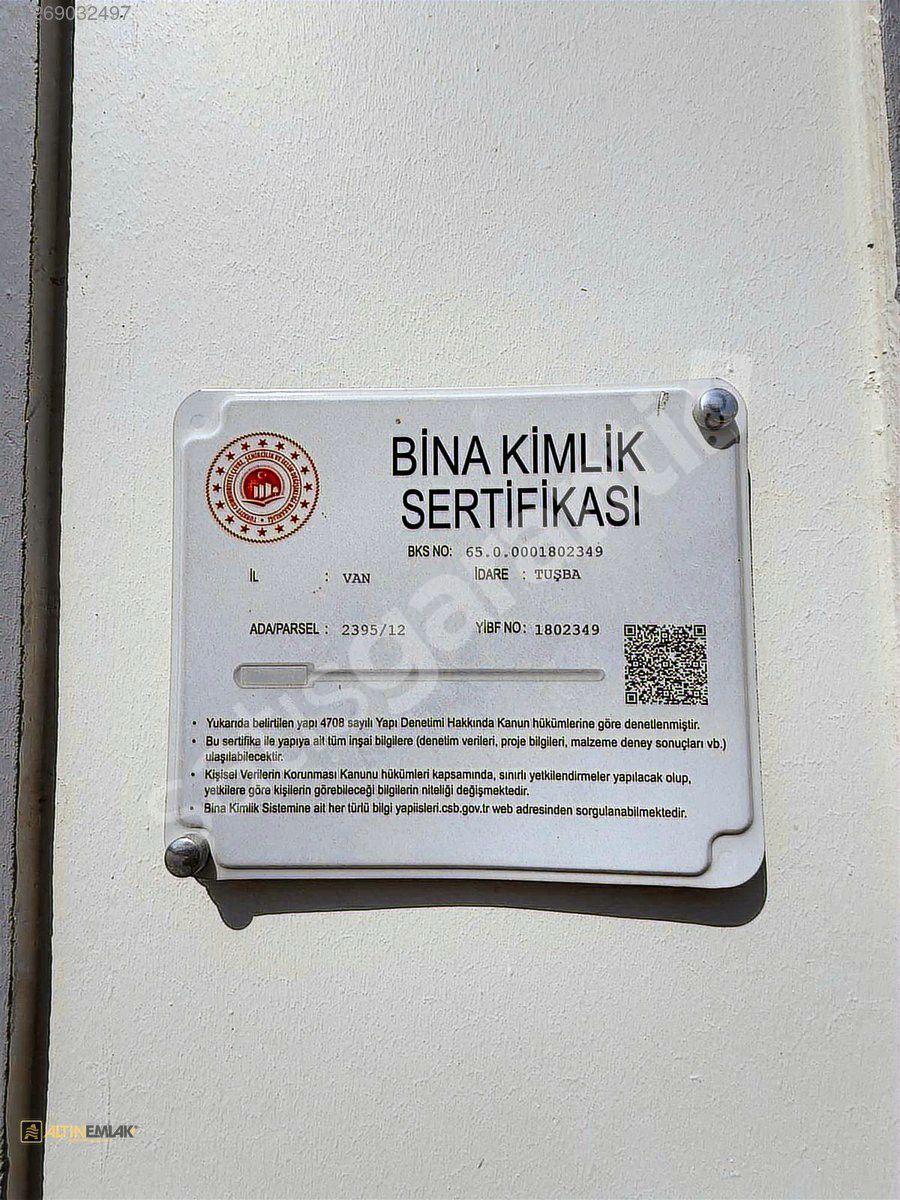 269032497
BİNA KİMLİK
SERTİFİKASI
BKS NO: 65.0.0001802349
İL : VAN İDARE : TUŞBA
ADA/PARSEL : 2395/12 YİBF NO: 1802349
• Yukarıda belirtilen yapı 4708 sayılı Yapı Denetimi Hakkında Kanun hükümlerine göre denetlenmiştir.
• Bu sertifika ile yapıya ait tüm inşai bilgilere (denetim verileri, proje bilgileri, malzeme deney sonuçları vb.)
ulaşılabilecektir.
• Kişisel Verilerin Korunması Kanunu hükümleri kapsamında, sınırlı yetkilendirmeler yapılacak olup,
yetkilere göre kişilerin görebileceği bilgilerin niteliği değişmektedir.
• Bina Kimlik Sistemine ait her türlü bilgi yapiisleri.csb.gov.tr web adresinden sorgulanabilmektedir.
ALTINEMLAK